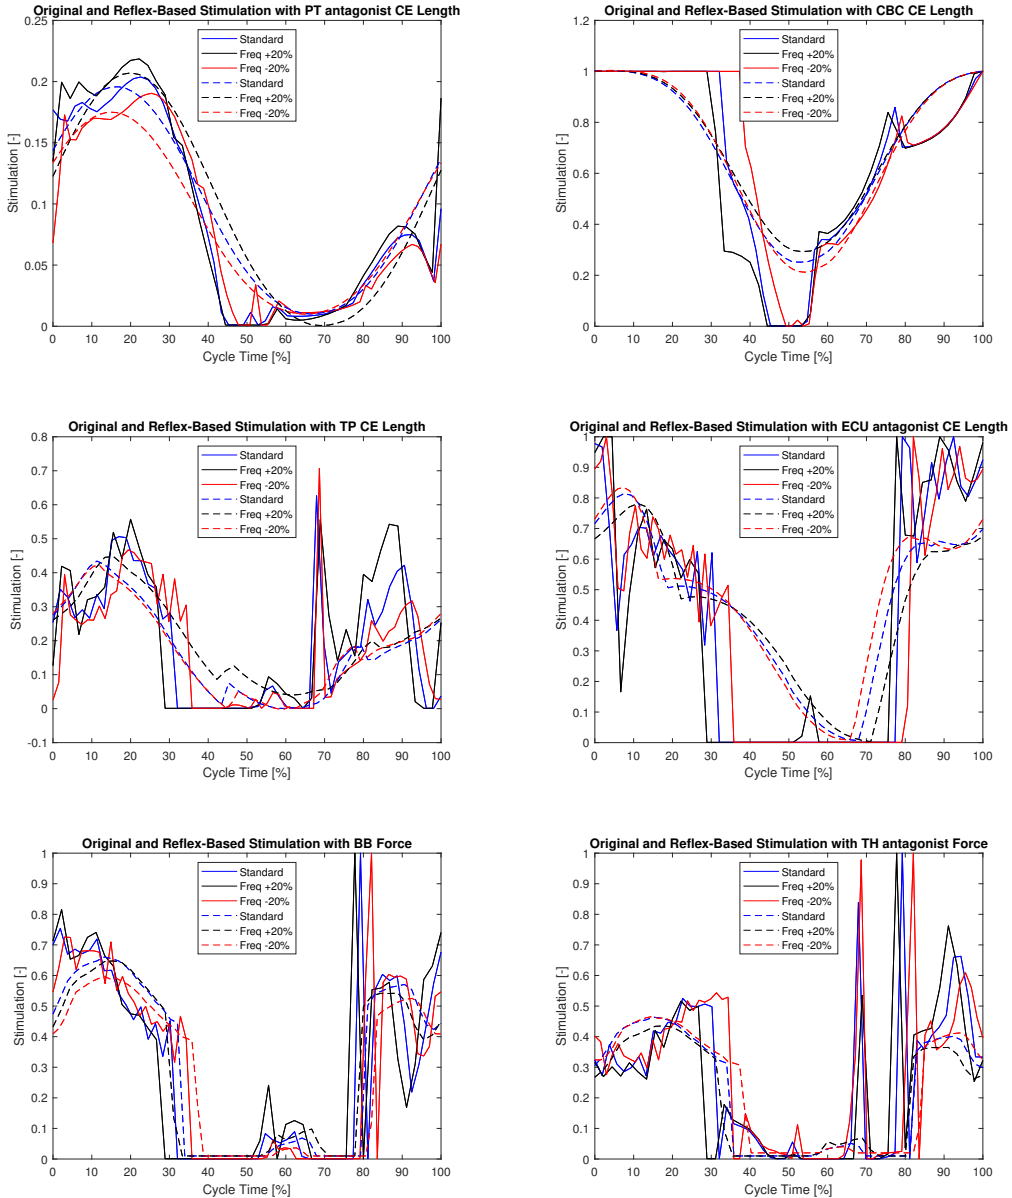 Original and Reflex-Based Stimulation with PT antagonist CE Length
0.25
0.2
0.15
0.1
0.05
0
Stimulation [-]
Standard
Freq +20%
Freq -20%
Standard
Freq +20%
Freq -20%
0 10 20 30 40 50 60 70 80 90 100
Cycle Time [%]
Original and Reflex-Based Stimulation with CBC CE Length
1.2
1
0.8
0.6
0.4
0.2
0
Stimulation [-]
Standard
Freq +20%
Freq -20%
Standard
Freq +20%
Freq -20%
0 10 20 30 40 50 60 70 80 90 100
Cycle Time [%]
Original and Reflex-Based Stimulation with TP CE Length
0.8
0.7
0.6
0.5
0.4
0.3
0.2
0.1
0
-0.1
Stimulation [-]
Standard
Freq +20%
Freq -20%
Standard
Freq +20%
Freq -20%
0 10 20 30 40 50 60 70 80 90 100
Cycle Time [%]
Original and Reflex-Based Stimulation with ECU antagonist CE Length
1
0.9
0.8
0.7
0.6
0.5
0.4
0.3
0.2
0.1
0
Stimulation [-]
Standard
Freq +20%
Freq -20%
Standard
Freq +20%
Freq -20%
0 10 20 30 40 50 60 70 80 90 100
Cycle Time [%]
Original and Reflex-Based Stimulation with BB Force
1
0.9
0.8
0.7
0.6
0.5
0.4
0.3
0.2
0.1
0
Stimulation [-]
Standard
Freq +20%
Freq -20%
Standard
Freq +20%
Freq -20%
0 10 20 30 40 50 60 70 80 90 100
Cycle Time [%]
Original and Reflex-Based Stimulation with TH antagonist Force
1
0.9
0.8
0.7
0.6
0.5
0.4
0.3
0.2
0.1
0
Stimulation [-]
Standard
Freq +20%
Freq -20%
Standard
Freq +20%
Freq -20%
0 10 20 30 40 50 60 70 80 90 100
Cycle Time [%]